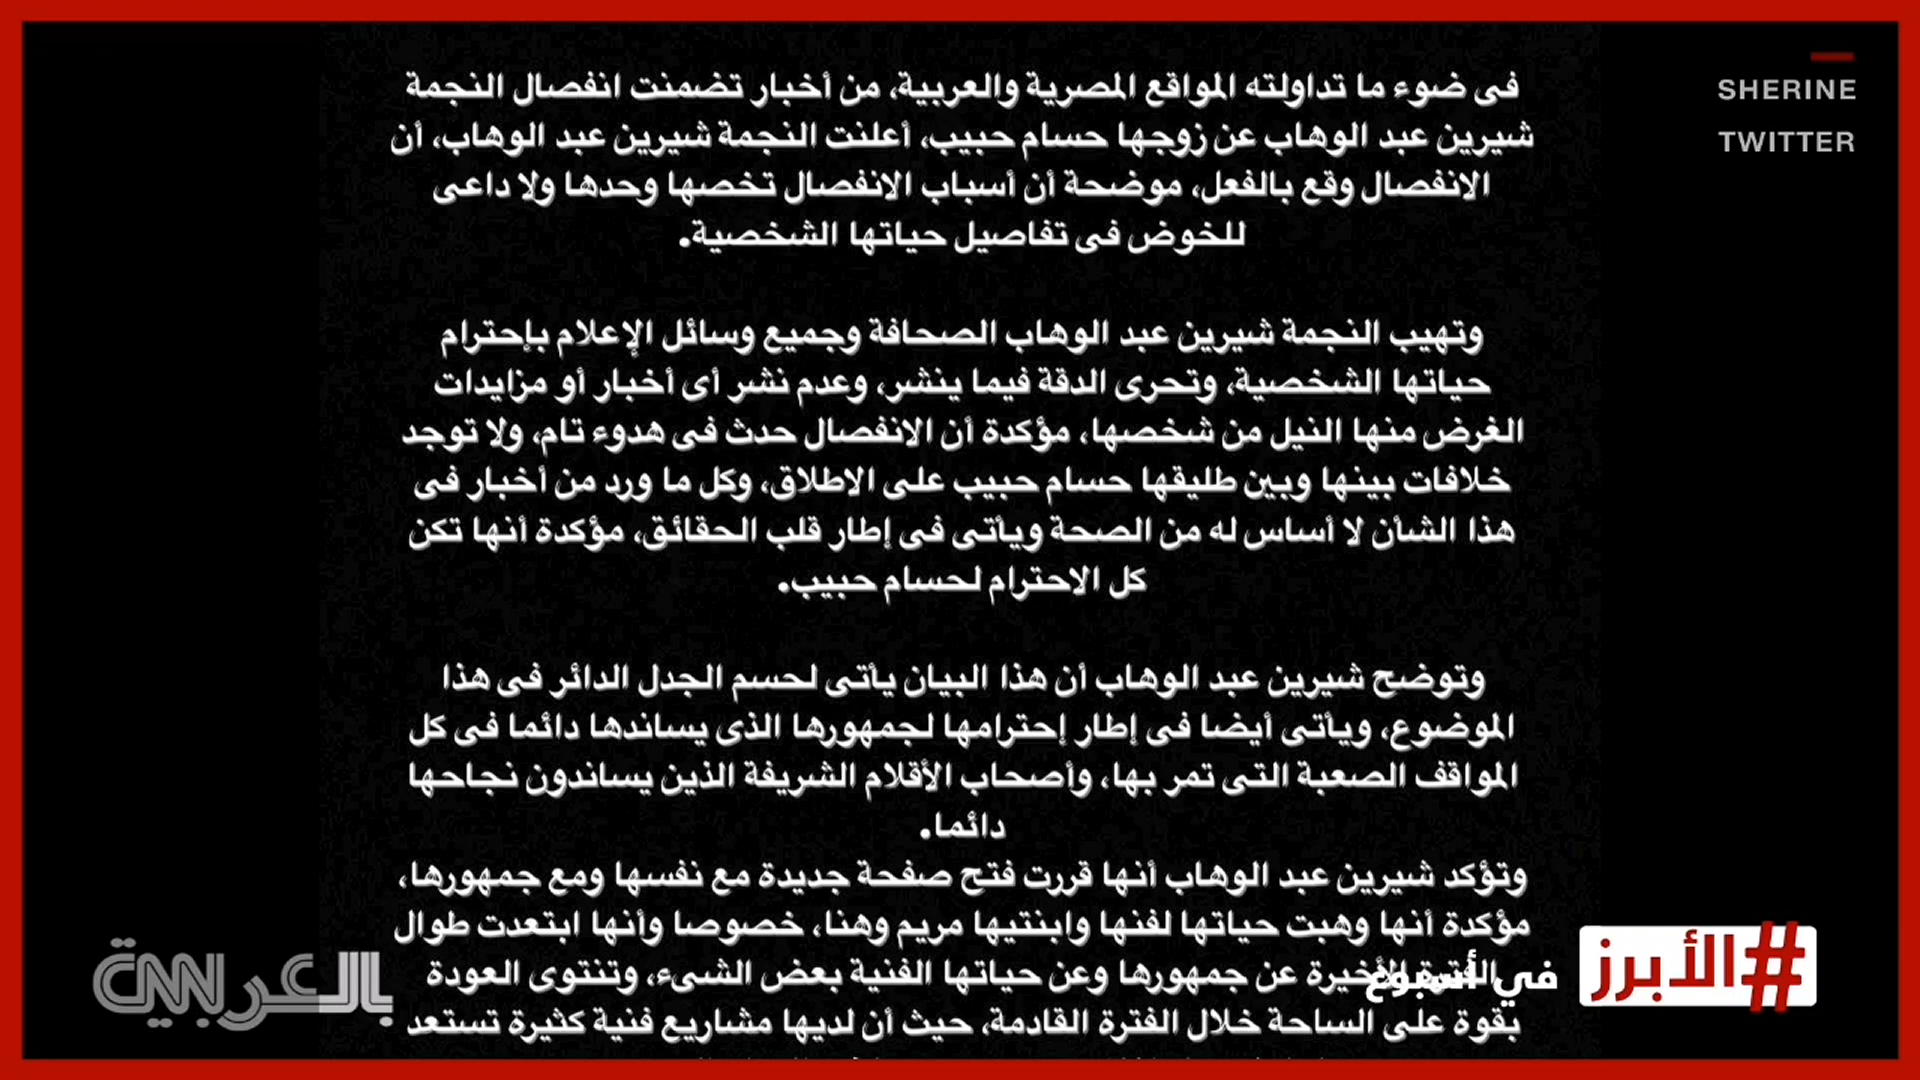 فى ضوء ما تداولته المواقع المصرية والعربية، من أخبار تضمنت انفصال النجمة
شيرين عبد الوهاب عن زوجها حسام حبيب، أعلنت النجمة شيرين عبد الوهاب، أن
الانفصال وقع بالفعل، موضحة أن أسباب الانفصال تخصها وحدها ولا داعى
للخوض فى تفاصيل حياتها الشخصية.
وتهيب النجمة شيرين عبد الوهاب الصحافة وجميع وسائل الإعلام بإحترام
حياتها الشخصية، وتحرى الدقة فيما ينشر، وعدم نشر أى أخبار أو مزايدات
الغرض منها النيل من شخصها، مؤكدة أن الانفصال حدث فى هدوء تام، ولا توجد
خلافات بينها وبين طليقها حسام حبيب على الاطلاق، وكل ما ورد من أخبار فى
هذا الشأن لا أساس له من الصحة ويأتى فى إطار قلب الحقائق، مؤكدة أنها تكن
كل الاحترام لحسام حبيب.
وتوضح شيرين عبد الوهاب أن هذا البيان يأتى لحسم الجدل الدائر فى هذا
الموضوع، ويأتى أيضا فى إطار إحترامها لجمهورها الذى يساندها دائما فى كل
المواقف الصعبة التى تمر بها، وأصحاب الأقلام الشريفة الذين يساندون نجاحها
دائما.
وتؤكد شيرين عبد الوهاب أنها قررت فتح صفحة جديدة مع نفسها ومع جمهورها،
مؤكدة أنها وهبت حياتها لفنها وابنتيها مريم وهنا، خصوصا وأنها ابتعدت طوال
الفترة الأخيرة عن جمهورها وعن حياتها الفنية بعض الشىء، وتنتوى العودة
بقوة على الساحة خلال الفترة القادمة، حيث أن لديها مشاريع فنية كثيرة تستعد
SHERINE
TWITTER
#الأبرز
في أسبوع
CNN بالعربية